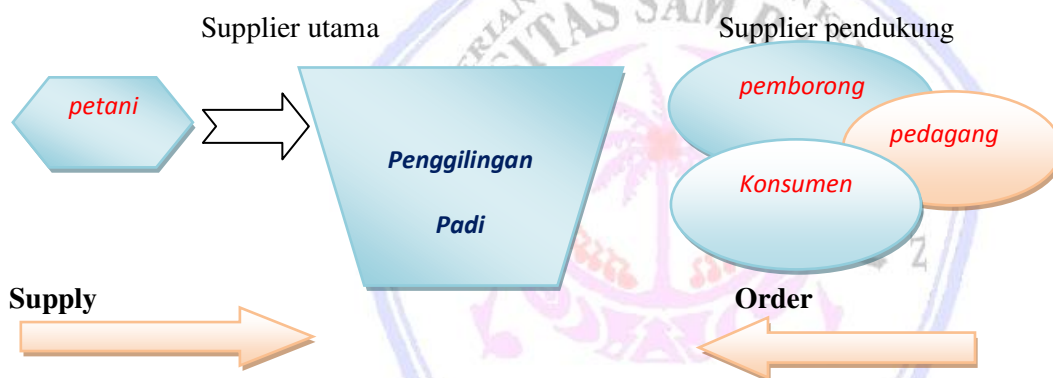 Supplier utama
Supplier pendukung
petani
Penggilingan
Padi
pemborong
pedagang
Konsumen
Supply
Order